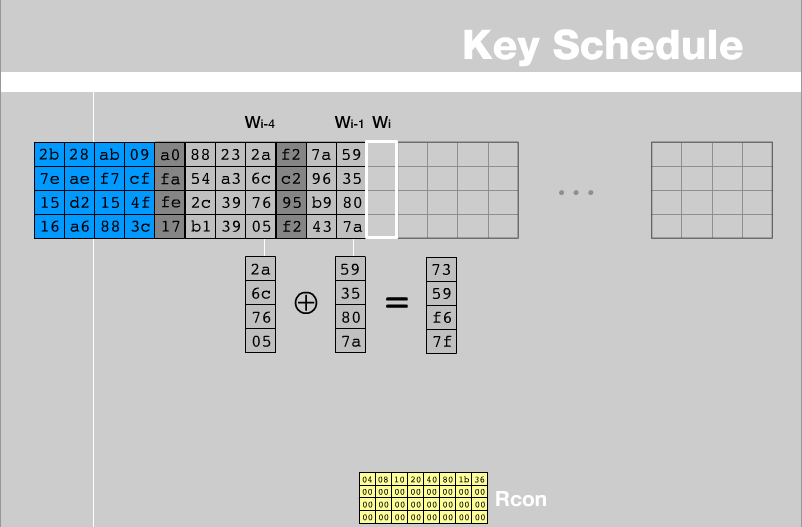 Key Schedule
Wi-4 Wi-1 Wi
2b 28 ab 09 a0 88 23 2a f2 7a 59
7e ae f7 cf fa 54 a3 6c c2 96 35
15 d2 15 4f fe 2c 39 76 95 b9 80
16 a6 88 3c 17 b1 39 05 f2 43 7a
...
2a 59 73
6c 35 59
⊕ =
76 80 f6
05 7a 7f
04 08 10 20 40 80 1b 36
00 00 00 00 00 00 00 00
00 00 00 00 00 00 00 00
00 00 00 00 00 00 00 00
Rcon